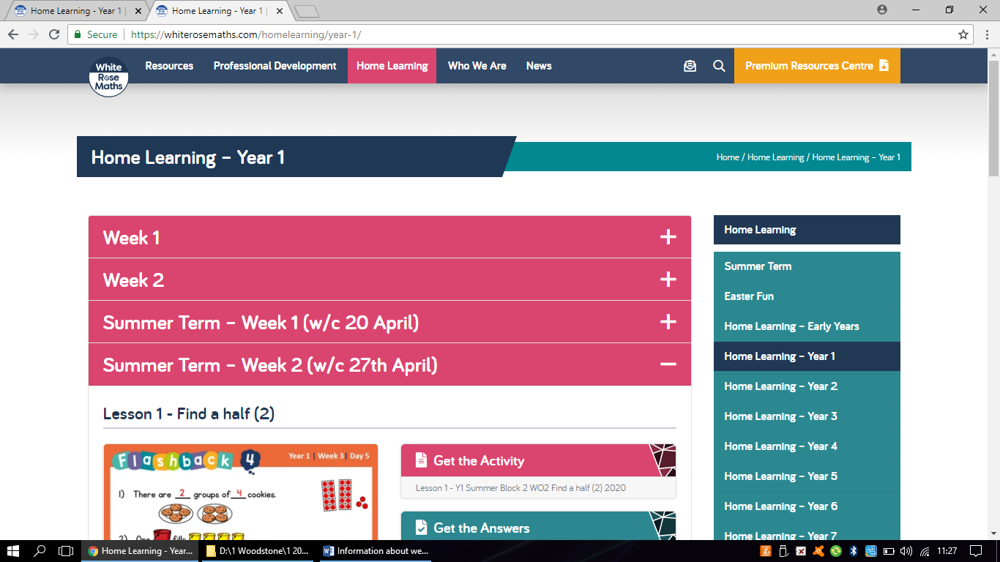 Home Learning - Year 1 |
Home Learning - Year 1 |
Secure
https://whiterosemaths.com/homelearning/year-1/
White
Rose
Maths
Resources
Professional Development
Home Learning
Who We Are
News
Premium Resources Centre
Home Learning – Year 1
Home / Home Learning / Home Learning – Year 1
Week 1
Week 2
Summer Term – Week 1 (w/c 20 April)
Summer Term – Week 2 (w/c 27th April)
Lesson 1 - Find a half (2)
Flashback 4
Year 1 | Week 3 | Day 5
1) There are 2 groups of 4 cookies.
2) One fills
Get the Activity
Lesson 1 - Y1 Summer Block 2 WO2 Find a half (2) 2020
Get the Answers
Home Learning
Summer Term
Easter Fun
Home Learning – Early Years
Home Learning – Year 1
Home Learning – Year 2
Home Learning – Year 3
Home Learning – Year 4
Home Learning – Year 5
Home Learning – Year 6
Home Learning – Year 7
Home Learning - Year...
D:\1 Woodstone\1 20...
Information about we...
11:27